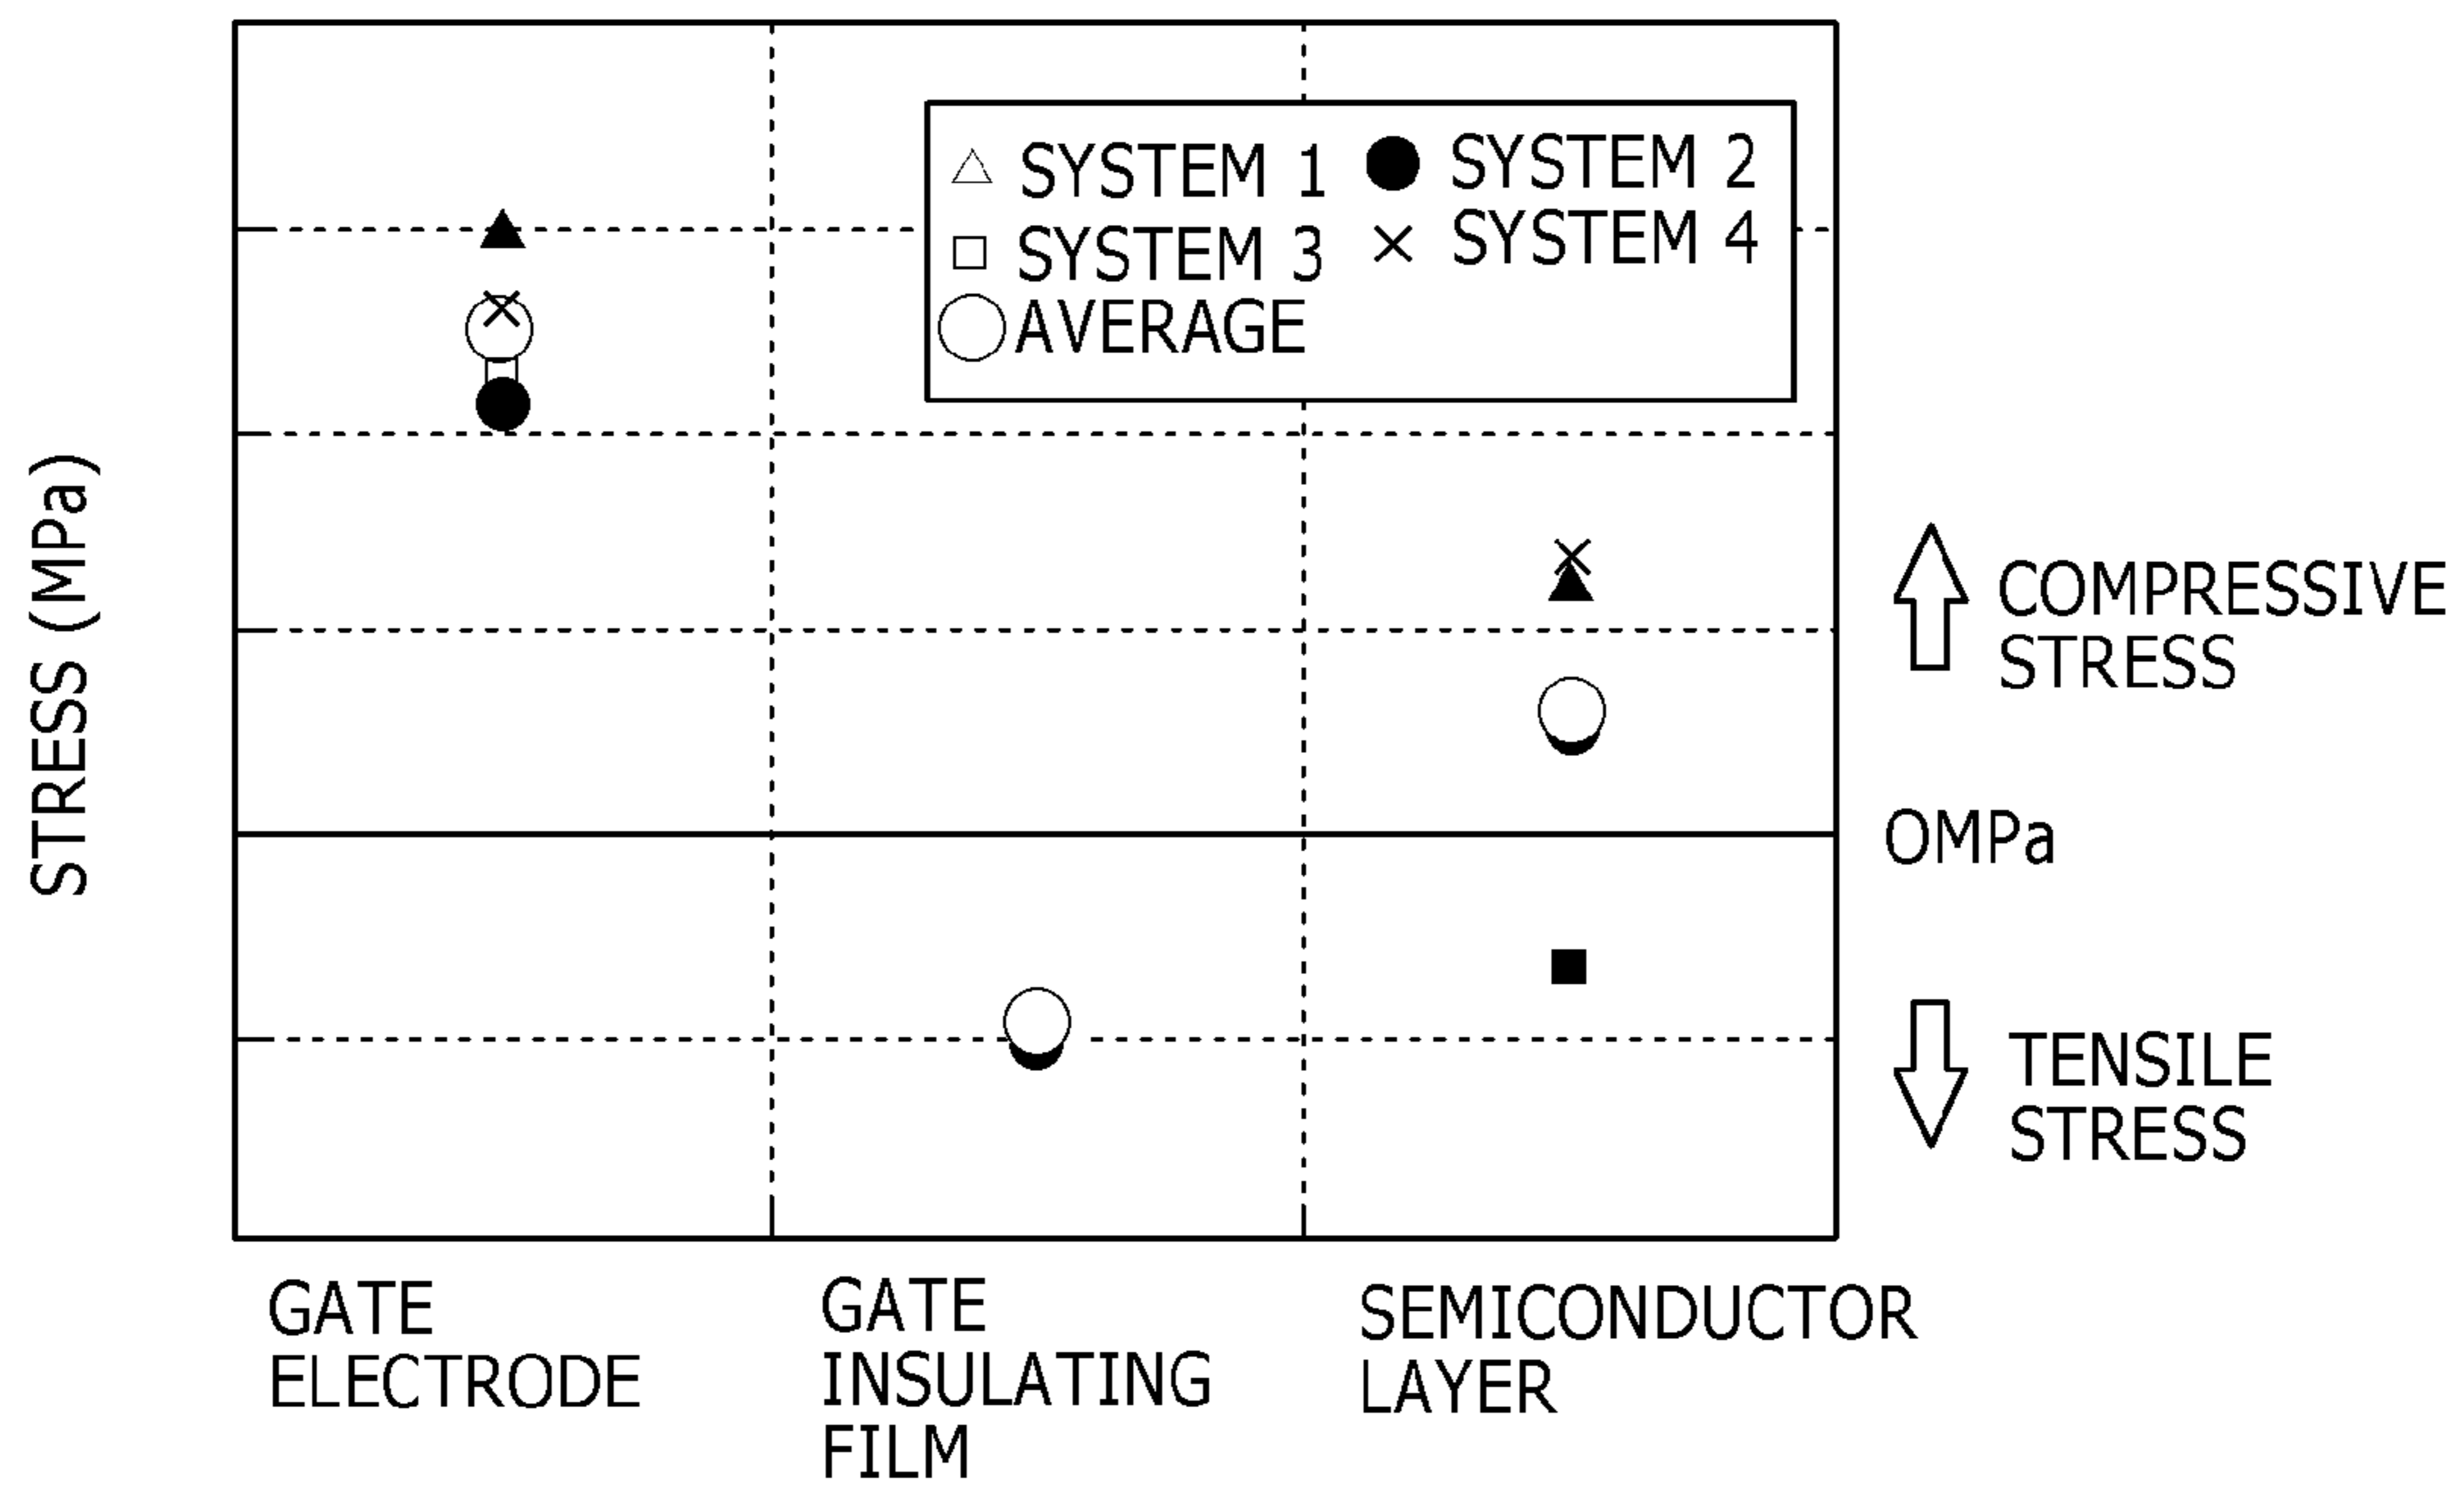 STRESS (MPa)
SYSTEM 1
SYSTEM 2
SYSTEM 3
SYSTEM 4
AVERAGE
COMPRESSIVE
STRESS
OMPa
TENSILE
STRESS
GATE
ELECTRODE
GATE
INSULATING
FILM
SEMICONDUCTOR
LAYER